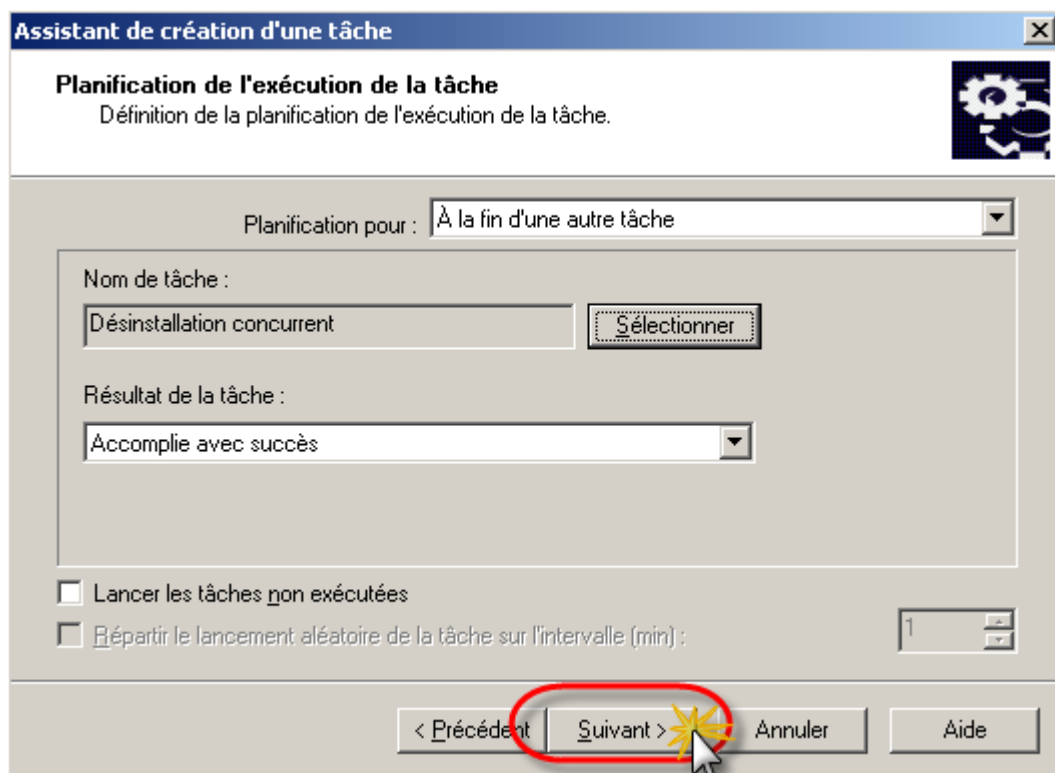 Assistant de création d'une tâche
Planification de l'exécution de la tâche
Définition de la planification de l'exécution de la tâche.
Planification pour : À la fin d'une autre tâche
Nom de tâche :
Désinstallation concurrent Sélectionner
Résultat de la tâche :
Accomplie avec succès
Lancer les tâches non exécutées
Répartir le lancement aléatoire de la tâche sur l'intervalle (min) : 1
< Précédent Suivant > Annuler Aide